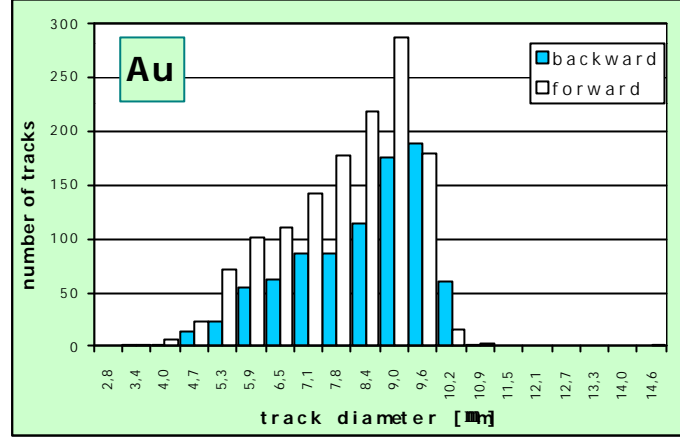 Au
backward
forward
number of tracks
300
250
200
150
100
50
0
2,8 3,4 4,0 4,7 5,3 5,9 6,5 7,1 7,8 8,4 9,0 9,6 10,2 10,9 11,5 12,1 12,7 13,3 14,0 14,6
track diameter